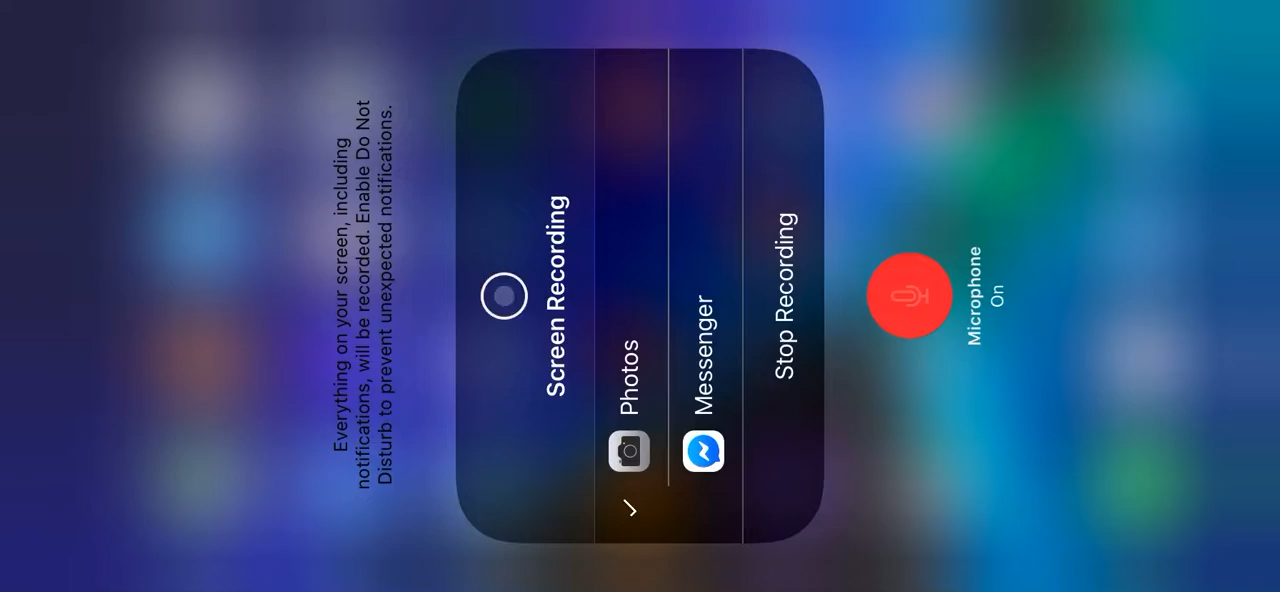 Everything on your screen, including
notifications, will be recorded. Enable Do Not
Disturb to prevent unexpected notifications.
Screen Recording
Photos
Messenger
Stop Recording
Microphone
On